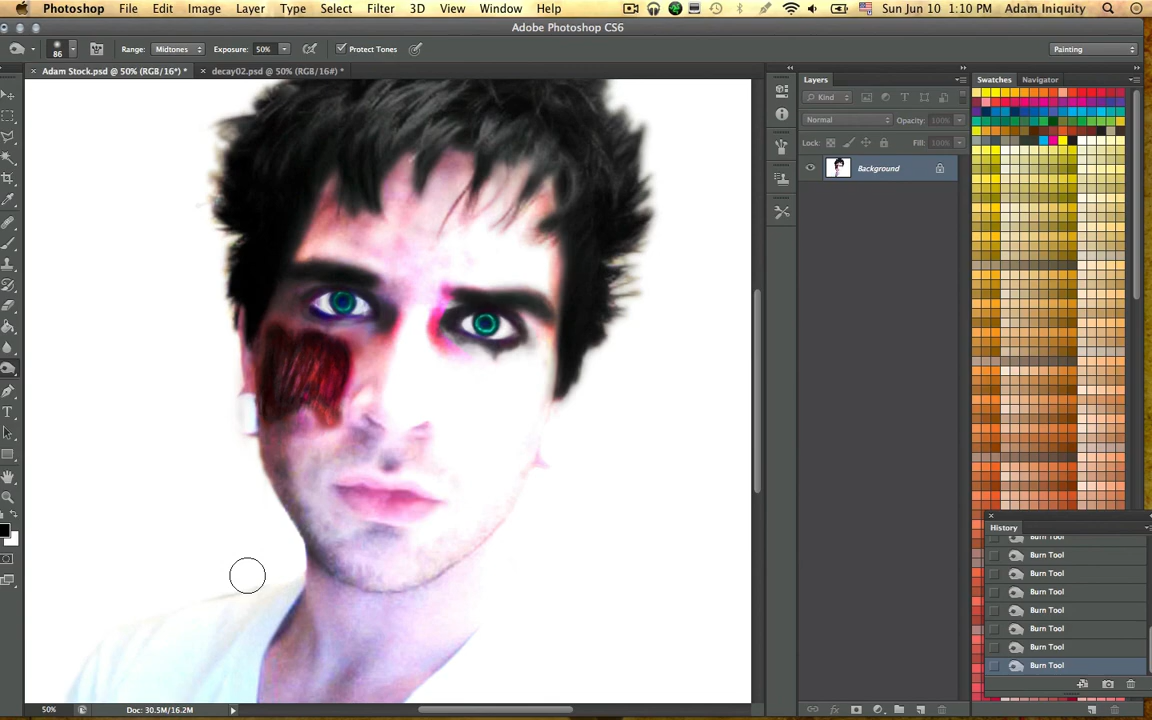 Photoshop File Edit Image Layer Type Select Filter 3D View Window Help Sun Jun 10 1:10 PM Adam Iniquity
Adobe Photoshop CS6
86 Range: Midtones Exposure: 50% Protect Tones Painting
× Adam Stock.psd @ 50% (RGB/16*) * × decay02.psd @ 50% (RGB/16#) *
Layers Swatches Navigator
Kind
Normal Opacity: 100%
Lock: Fill: 100%
Background
History
Burn Tool
Burn Tool
Burn Tool
Burn Tool
Burn Tool
Burn Tool
Burn Tool
Burn Tool
50% Doc: 30.5M/16.2M